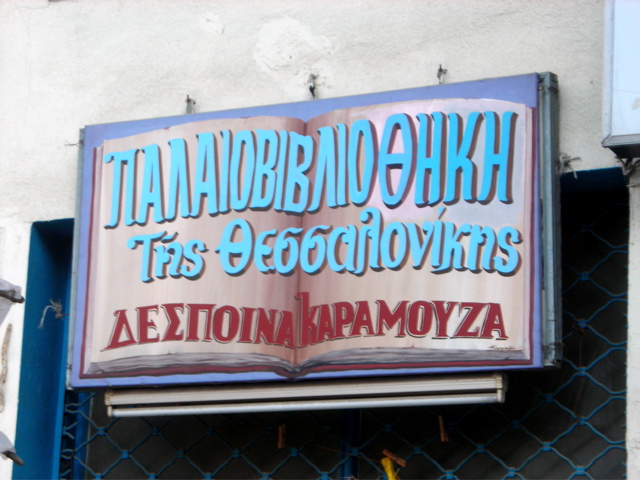 ΠΑΛΑΙΟΒΙΒΛΙΟΘΗΚΗ
Της Θεσσαλονίκης
ΔΕΣΠΟΙΝΑ ΚΑΡΑΜΟΥΖΑ